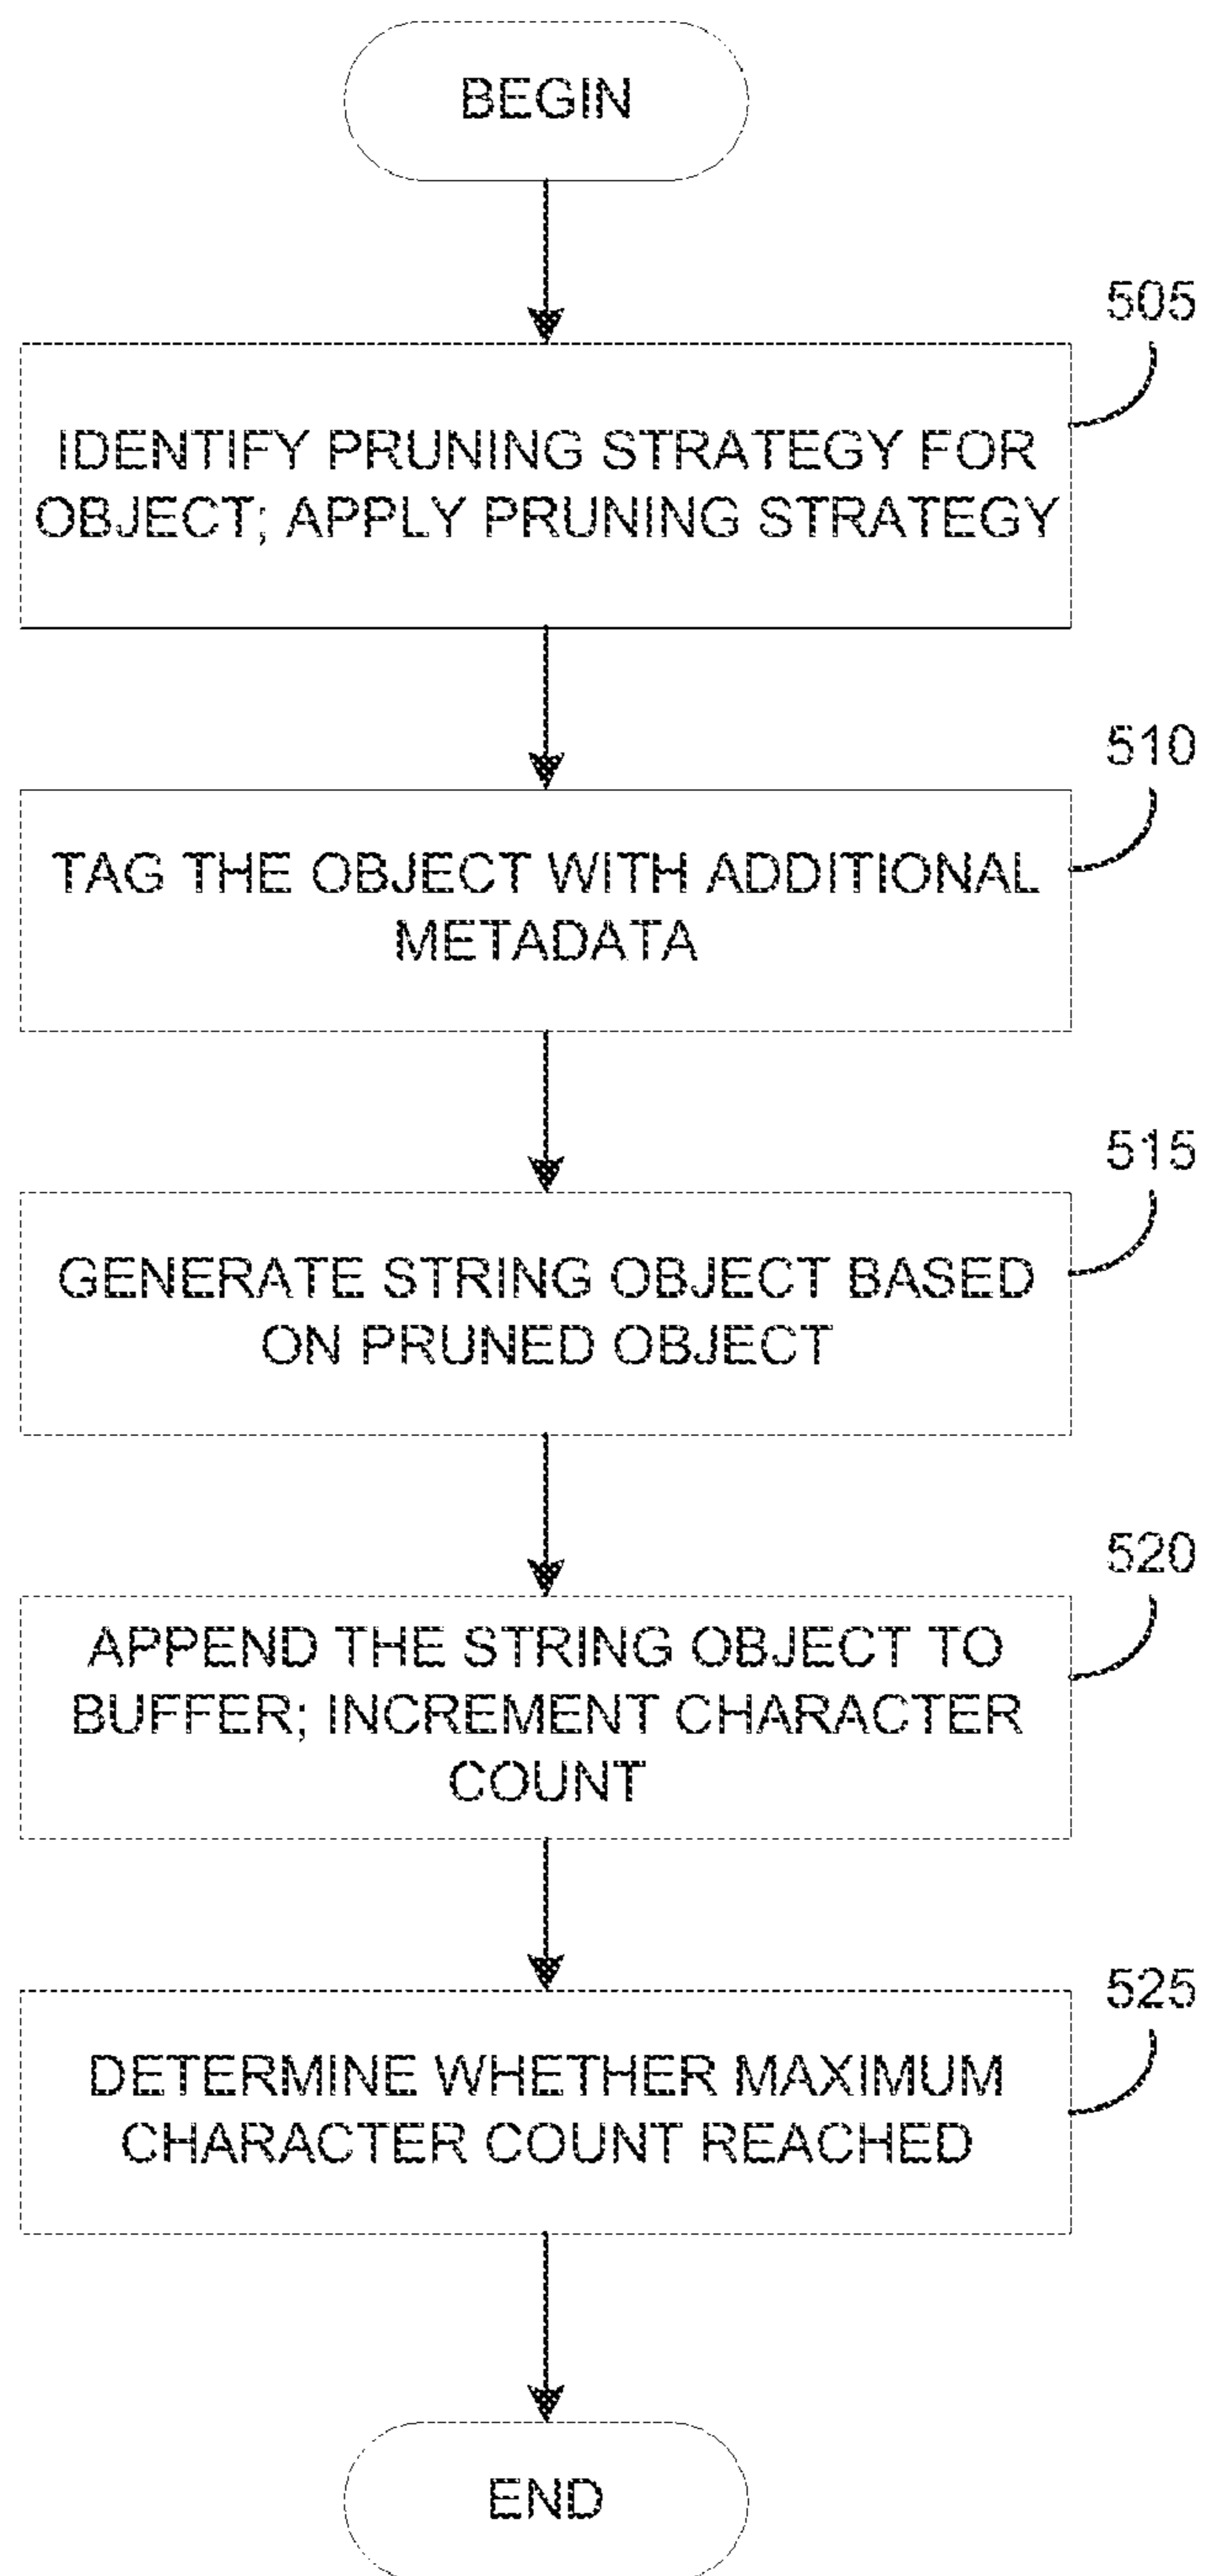 BEGIN
505
IDENTIFY PRUNING STRATEGY FOR
OBJECT; APPLY PRUNING STRATEGY
510
TAG THE OBJECT WITH ADDITIONAL
METADATA
515
GENERATE STRING OBJECT BASED
ON PRUNED OBJECT
520
APPEND THE STRING OBJECT TO
BUFFER; INCREMENT CHARACTER
COUNT
525
DETERMINE WHETHER MAXIMUM
CHARACTER COUNT REACHED
END